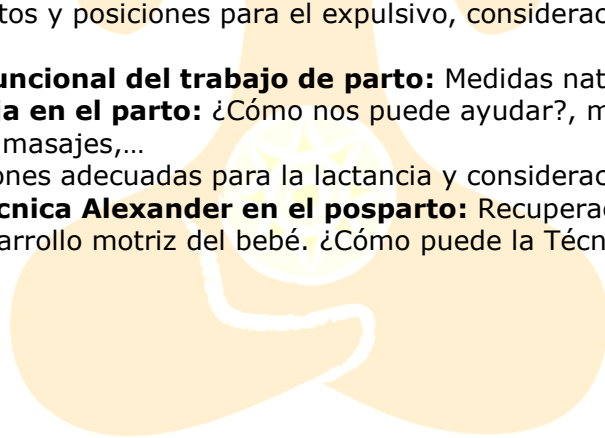 tos y posiciones para el expulsivo, considerac
uncional del trabajo de parto: Medidas nat
ia en el parto: ¿Cómo nos puede ayudar?, m
masajes,…
ones adecuadas para la lactancia y considerac
cnica Alexander en el posparto: Recuperac
arrollo motriz del bebé. ¿Cómo puede la Técn